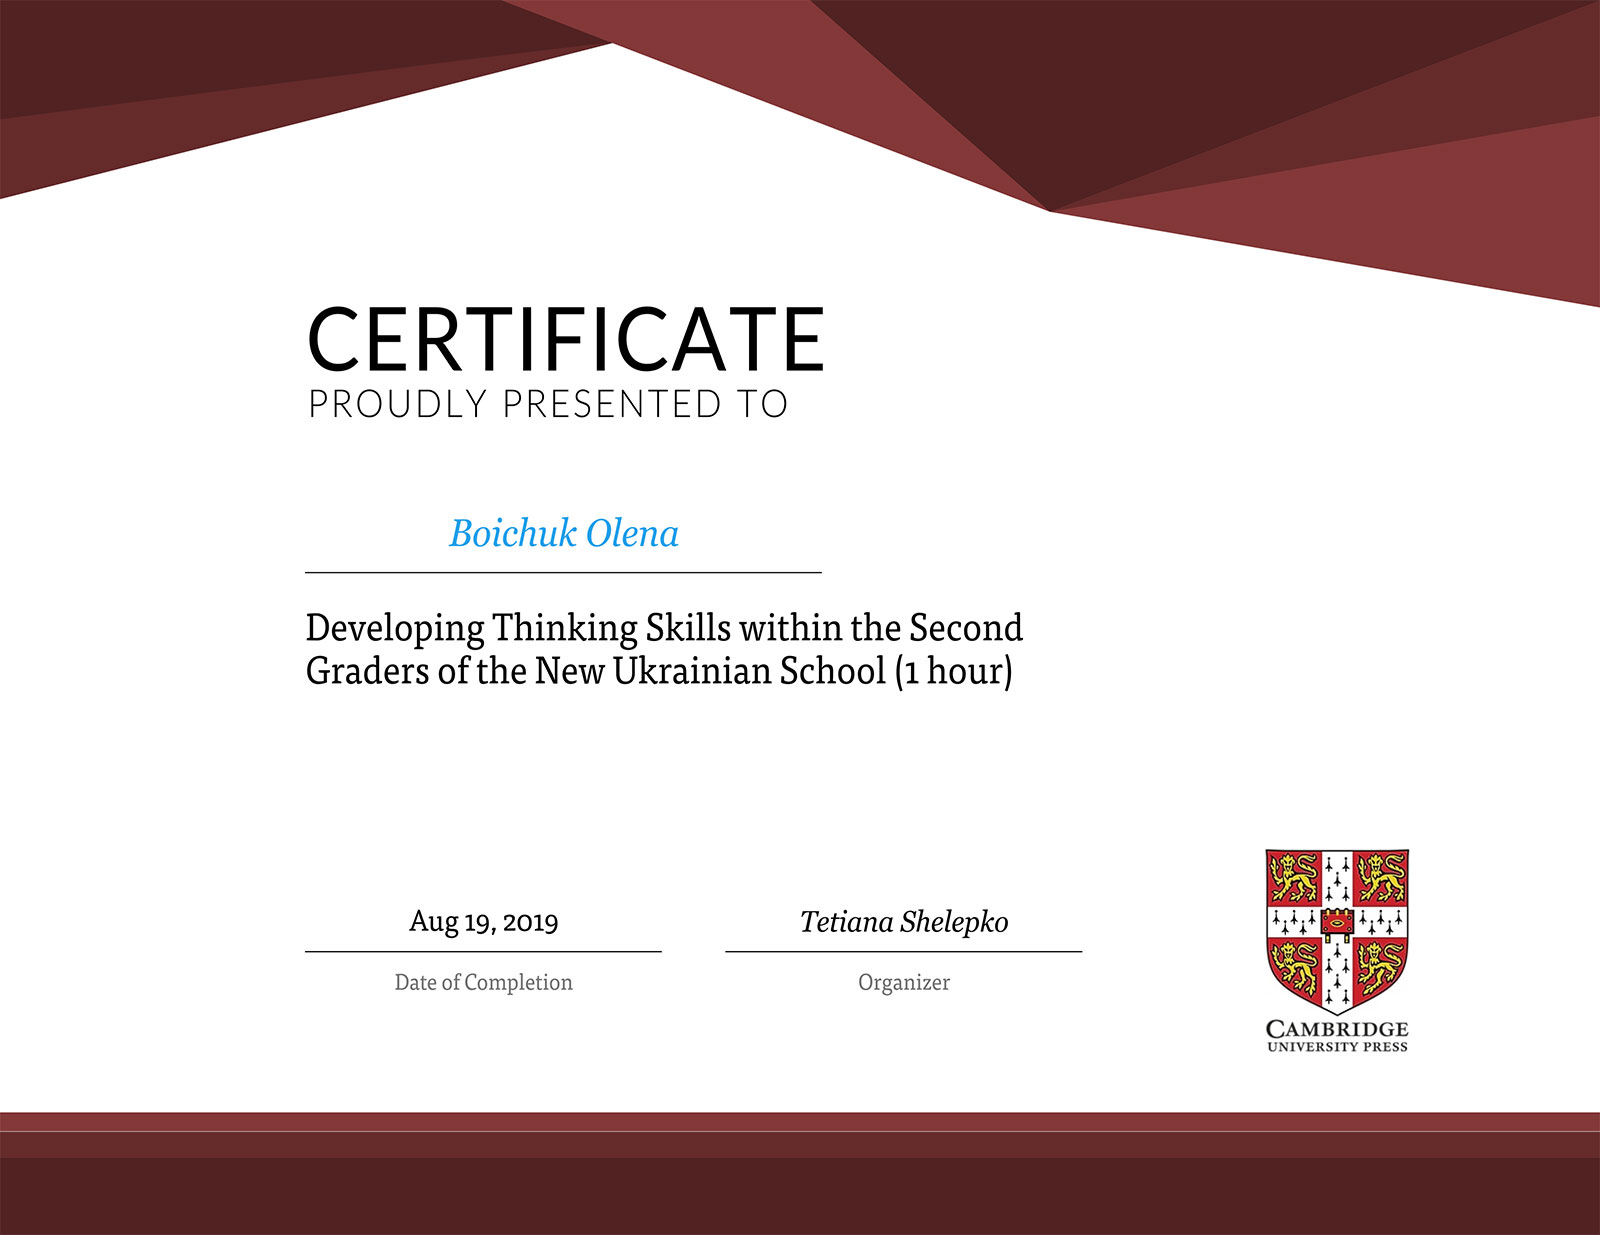 CERTIFICATE
PROUDLY PRESENTED TO
Boichuk Olena
Developing Thinking Skills within the Second
Graders of the New Ukrainian School (1 hour)
Aug 19, 2019
Date of Completion
Tetiana Shelepko
Organizer
CAMBRIDGE
UNIVERSITY PRESS